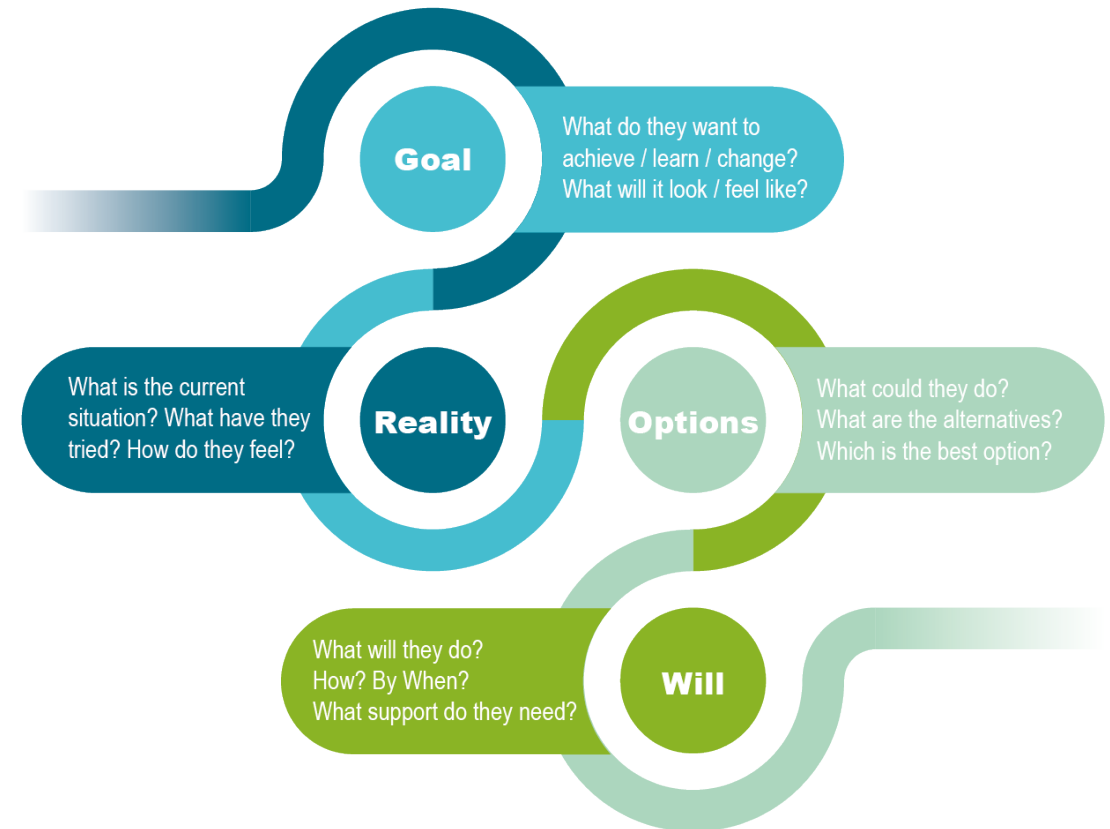 Goal
What do they want to
achieve / learn / change?
What will it look / feel like?
What is the current
situation? What have they
tried? How do they feel?
Reality
Options
What could they do?
What are the alternatives?
Which is the best option?
What will they do?
How? By When?
What support do they need?
Will